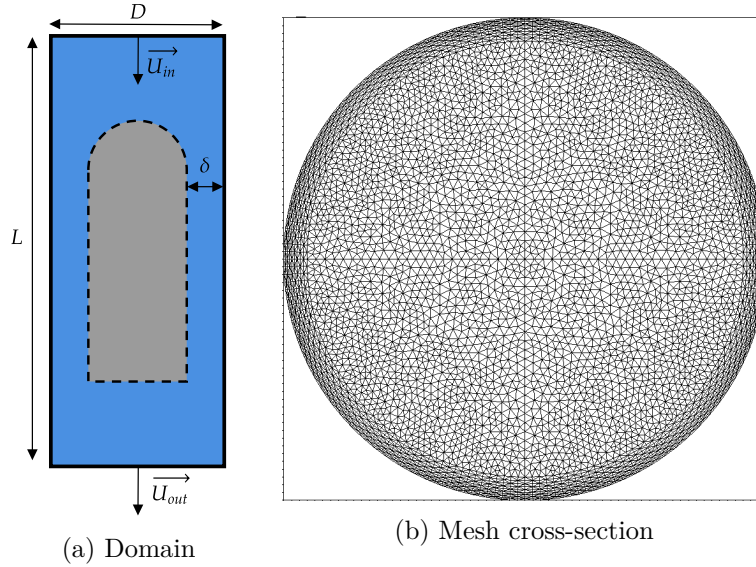 D
U_in
δ
L
U_out
(a) Domain
(b) Mesh cross-section